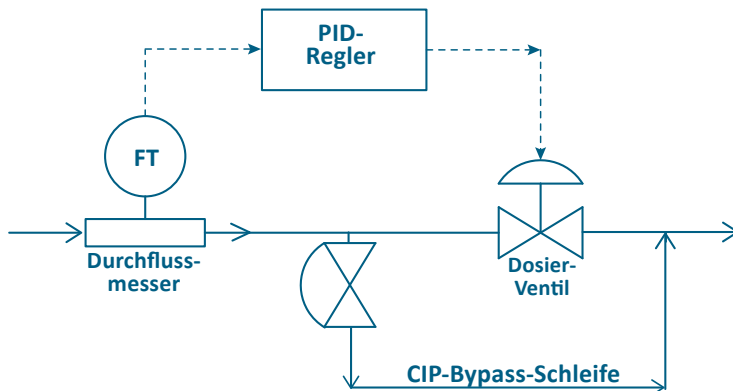 PID-
Regler
FT
Durchfluss-
messer
Dosier-
Ventil
CIP-Bypass-Schleife